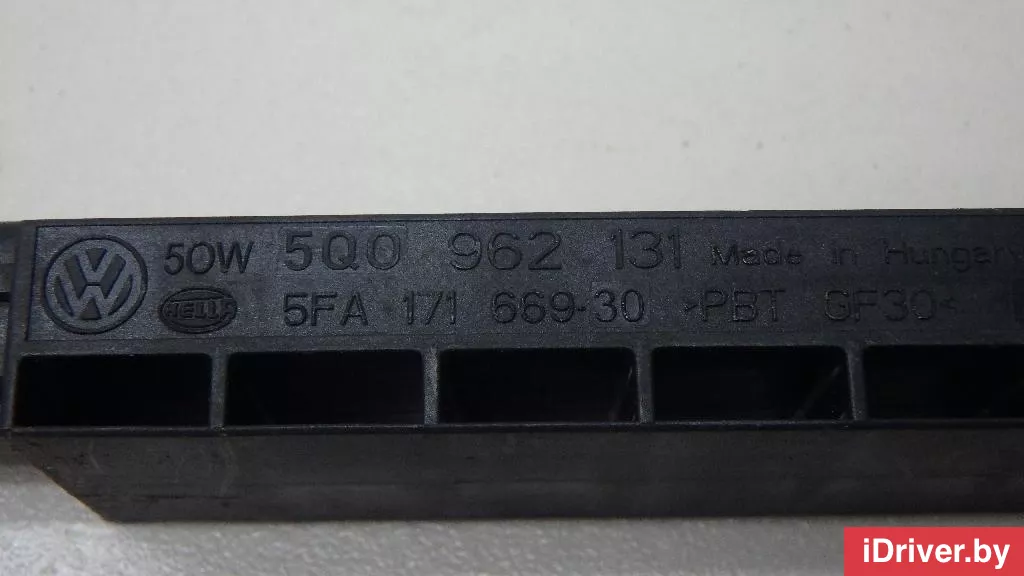 VW 50W 5Q0 962 131 Made in Hungary
HELLA 5FA 171 669-30 >PBT GF30<
iDriver.by